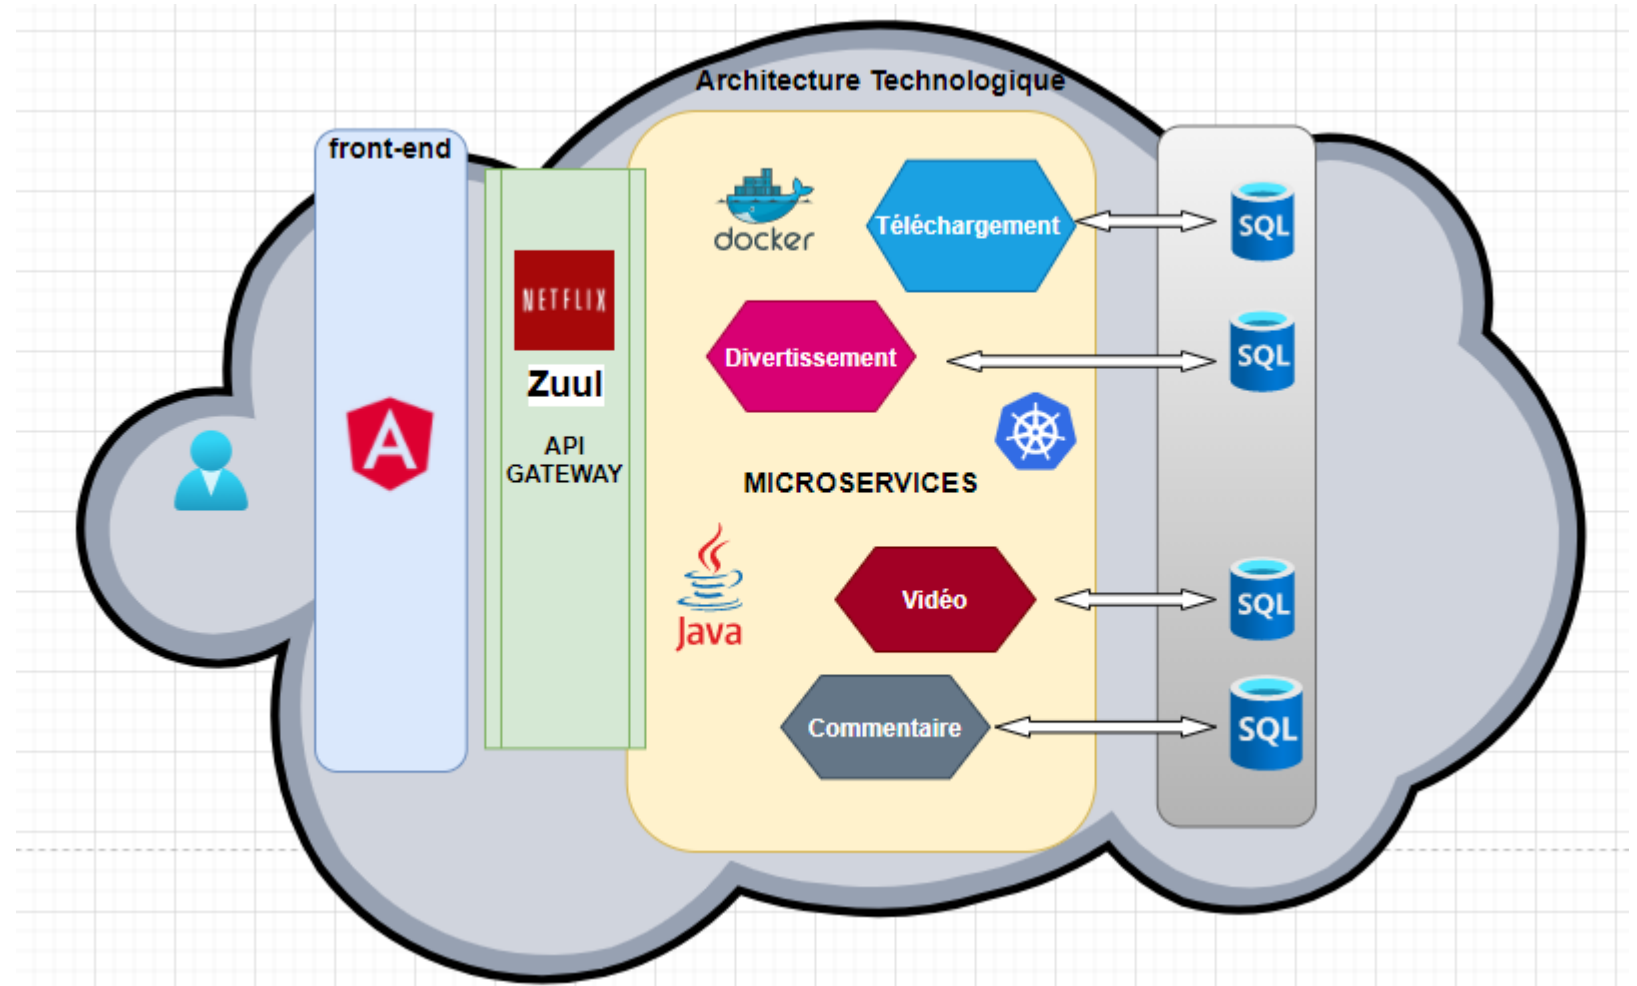 Architecture Technologique
front-end
NETFLIX
Zuul
API
GATEWAY
docker
Téléchargement
SQL
Divertissement
SQL
MICROSERVICES
Java
Vidéo
SQL
Commentaire
SQL